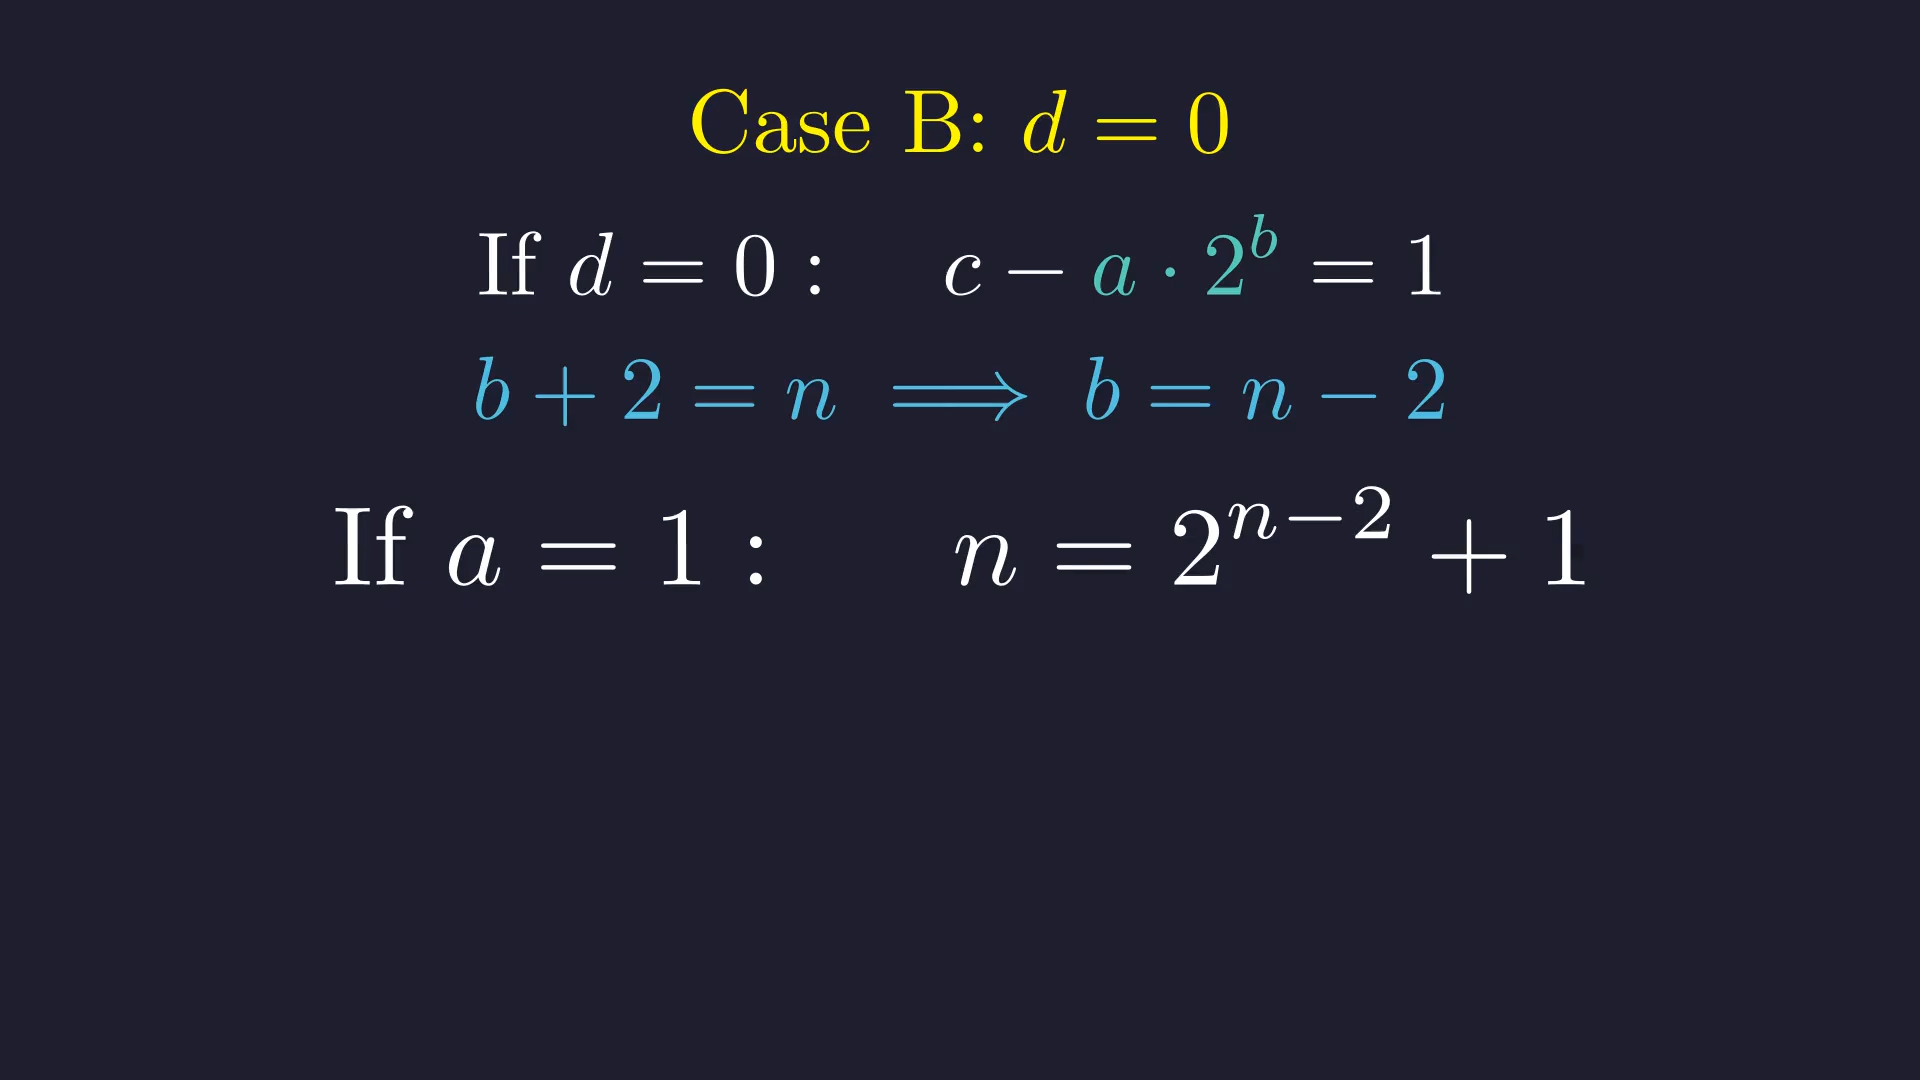 Case B: d = 0
If d = 0 : c − a · 2^b = 1
b + 2 = n ⟹ b = n − 2
If a = 1 : n = 2^{n−2} + 1